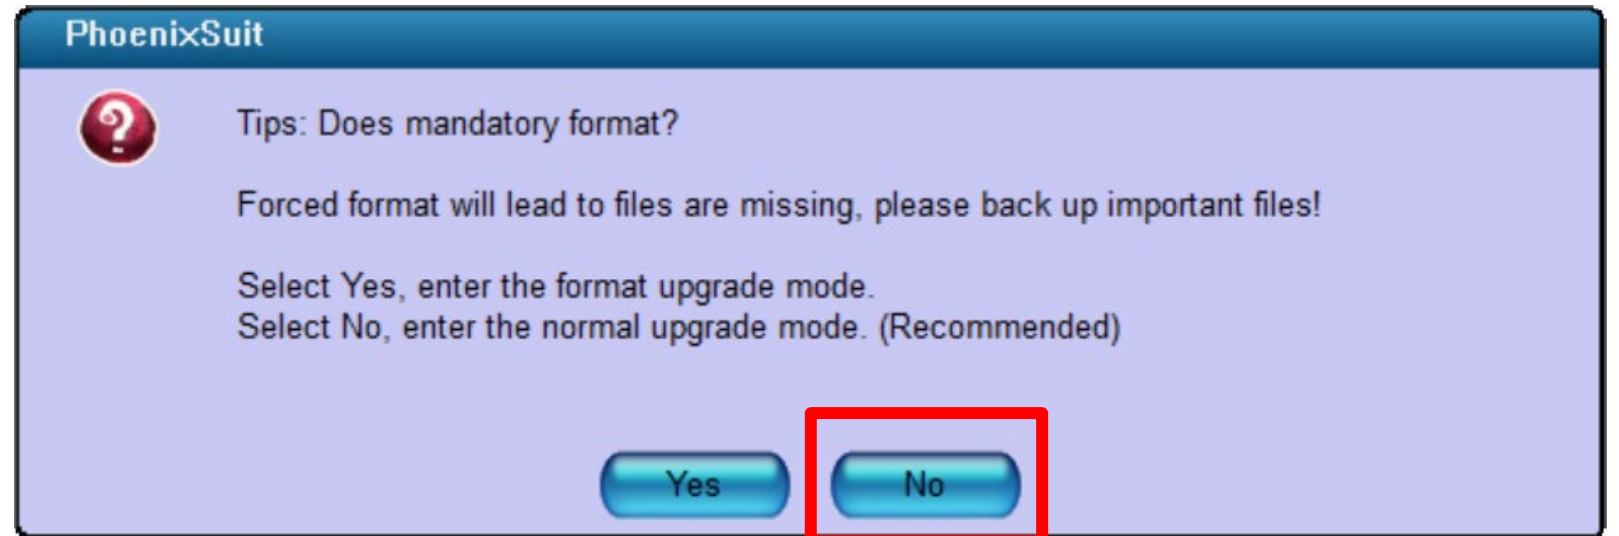 PhoenixSuit
Tips: Does mandatory format?
Forced format will lead to files are missing, please back up important files!
Select Yes, enter the format upgrade mode.
Select No, enter the normal upgrade mode. (Recommended)
Yes No